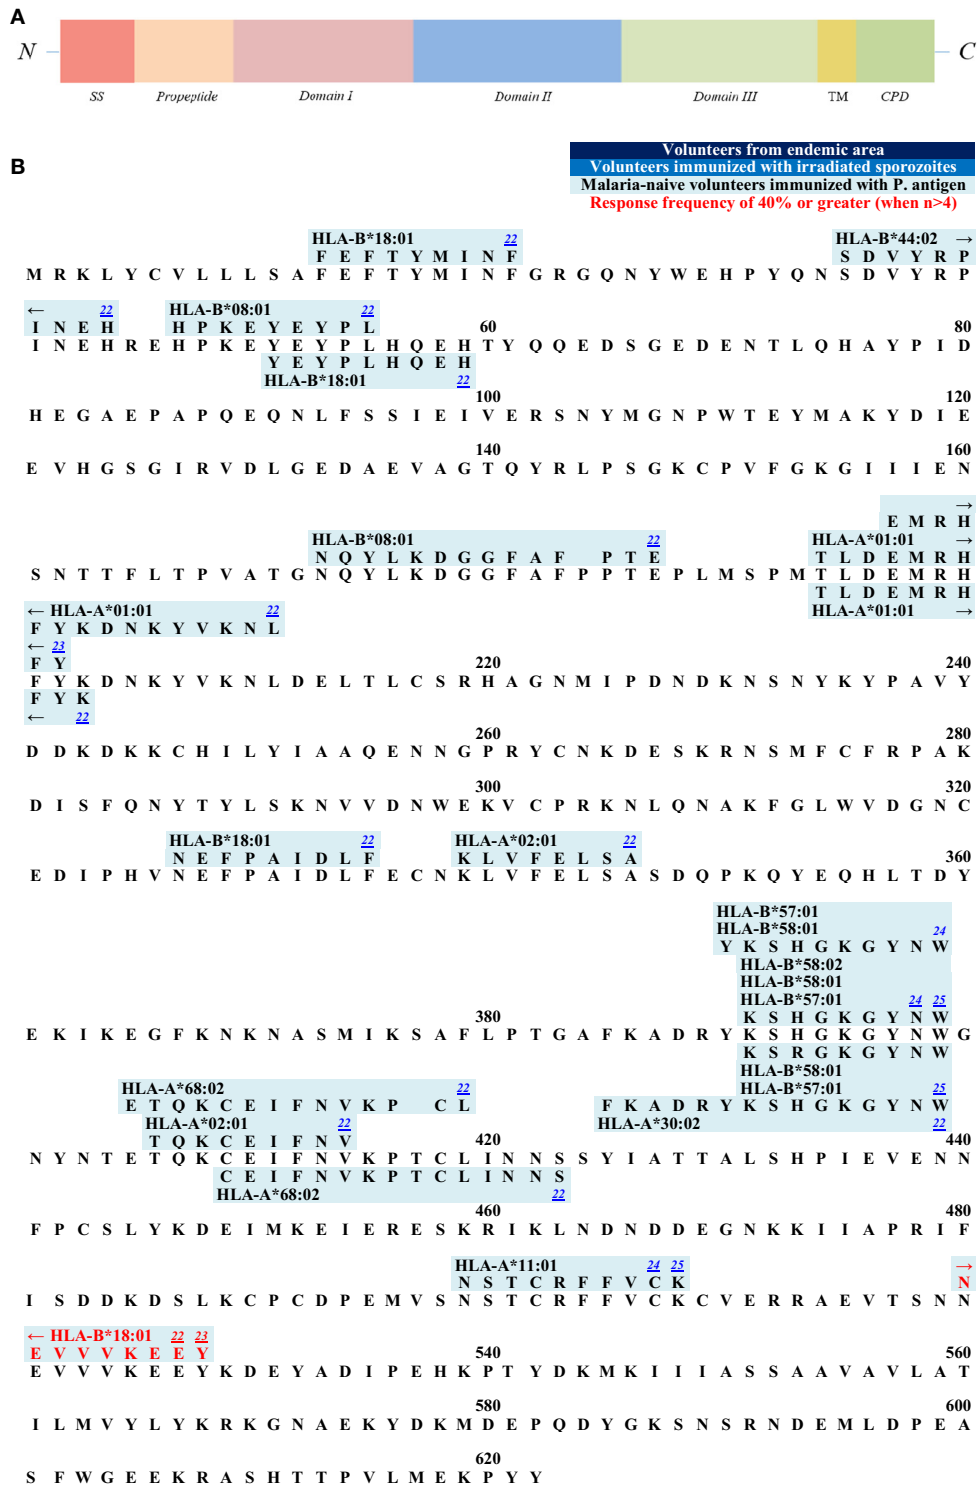 A
N
C
SS Propeptide Domain I Domain II Domain III TM CPD
B
Volunteers from endemic area
Volunteers immunized with irradiated sporozoites
Malaria-naive volunteers immunized with P. antigen
Response frequency of 40% or greater (when n>4)
HLA-B*18:01 22 HLA-B*44:02 →
F E F T Y M I N F S D V Y R P
M R K L Y C V L L L S A F E F T Y M I N F G R G Q N Y W E H P Y Q N S D V Y R P
← 22 HLA-B*08:01 22
I N E H H P K E Y E Y P L 60 80
I N E H R E H P K E Y E Y P L H Q E H T Y Q Q E D S G E D E N T L Q H A Y P I D
Y E Y P L H Q E H
HLA-B*18:01 22
100 120
H E G A E P A P Q E Q N L F S S I E I V E R S N Y M G N P W T E Y M A K Y D I E
140 160
E V H G S G I R V D L G E D A E V A G T Q Y R L P S G K C P V F G K G I I I E N
→
E M R H
HLA-B*08:01 22 HLA-A*01:01 →
N Q Y L K D G G F A F P T E T L D E M R H
S N T T F L T P V A T G N Q Y L K D G G F A F P P T E P L M S P M T L D E M R H
T L D E M R H
← HLA-A*01:01 22 HLA-A*01:01 →
F Y K D N K Y V K N L
← 23
F Y 220 240
F Y K D N K Y V K N L D E L T L C S R H A G N M I P D N D K N S N Y K Y P A V Y
F Y K
← 22
260 280
D D K D K K C H I L Y I A A Q E N N G P R Y C N K D E S K R N S M F C F R P A K
300 320
D I S F Q N Y T Y L S K N V V D N W E K V C P R K N L Q N A K F G L W V D G N C
HLA-B*18:01 22 HLA-A*02:01 22
N E F P A I D L F K L V F E L S A 360
E D I P H V N E F P A I D L F E C N K L V F E L S A S D Q P K Q Y E Q H L T D Y
HLA-B*57:01
HLA-B*58:01 24
Y K S H G K G Y N W
HLA-B*58:02
HLA-B*58:01
HLA-B*57:01 24 25
380 K S H G K G Y N W
E K I K E G F K N K N A S M I K S A F L P T G A F K A D R Y K S H G K G Y N W G
K S R G K G Y N W
HLA-B*58:01
HLA-A*68:02 22 HLA-B*57:01 25
E T Q K C E I F N V K P C L F K A D R Y K S H G K G Y N W
HLA-A*02:01 22 HLA-A*30:02 22
T Q K C E I F N V 420 440
N Y N T E T Q K C E I F N V K P T C L I N N S S Y I A T T A L S H P I E V E N N
C E I F N V K P T C L I N N S
HLA-A*68:02 22
460 480
F P C S L Y K D E I M K E I E R E S K R I K L N D N D D E G N K K I I A P R I F
HLA-A*11:01 24 25 →
N S T C R F F V C K N
I S D D K D S L K C P C D P E M V S N S T C R F F V C K C V E R R A E V T S N N
← HLA-B*18:01 22 23
E V V V K E E Y 540 560
E V V V K E E Y K D E Y A D I P E H K P T Y D K M K I I I A S S A A V A V L A T
580 600
I L M V Y L Y K R K G N A E K Y D K M D E P Q D Y G K S N S R N D E M L D P E A
620
S F W G E E K R A S H T T P V L M E K P Y Y